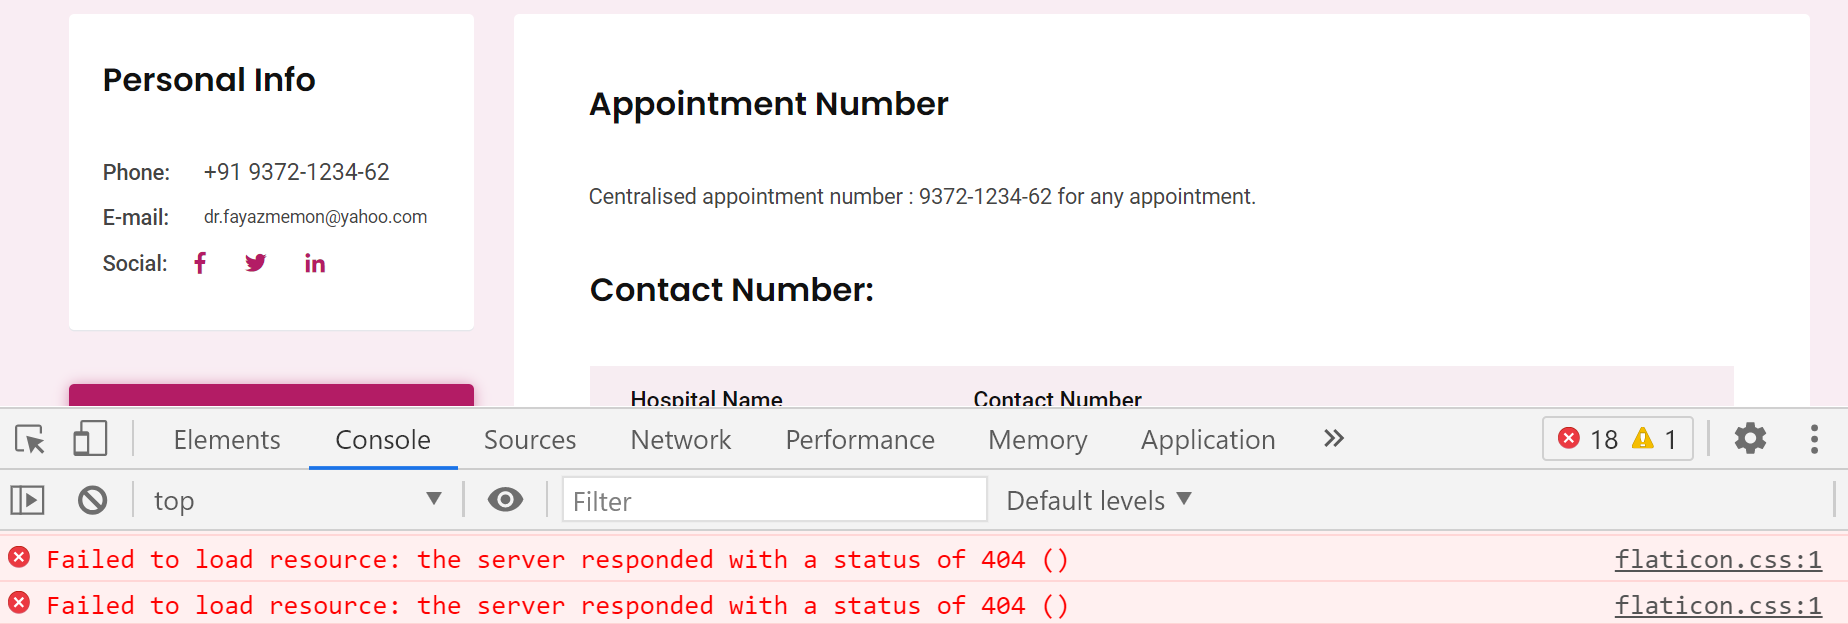 Personal Info
Phone: +91 9372-1234-62
E-mail: dr.fayazmemon@yahoo.com
Social:
Appointment Number
Centralised appointment number : 9372-1234-62 for any appointment.
Contact Number:
Hospital Name Contact Number
Elements Console Sources Network Performance Memory Application » 18 1
top Filter Default levels
Failed to load resource: the server responded with a status of 404 () flaticon.css:1
Failed to load resource: the server responded with a status of 404 () flaticon.css:1